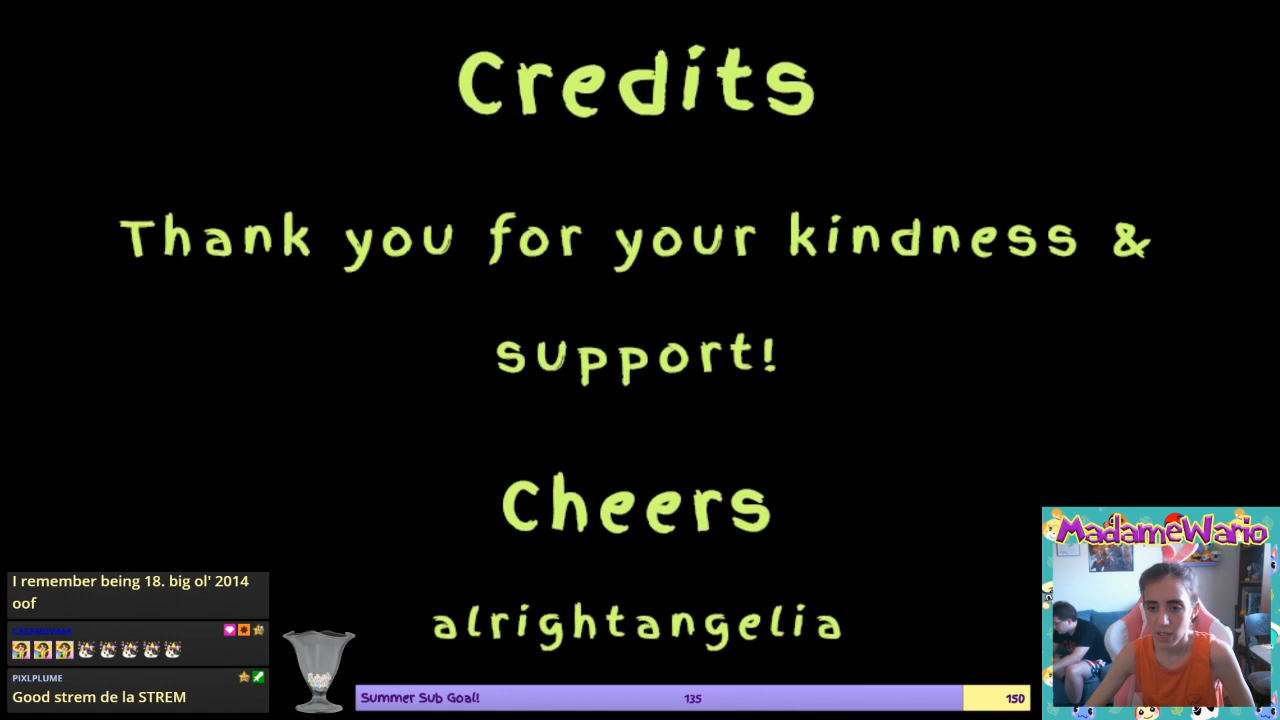 Credits
Thank you for your kindness &
support!
Cheers
alrightangelia
MadameWario
I remember being 18. big ol' 2014
oof
PIXLPLUME
Good strem de la STREM
Summer Sub Goal! 135 150